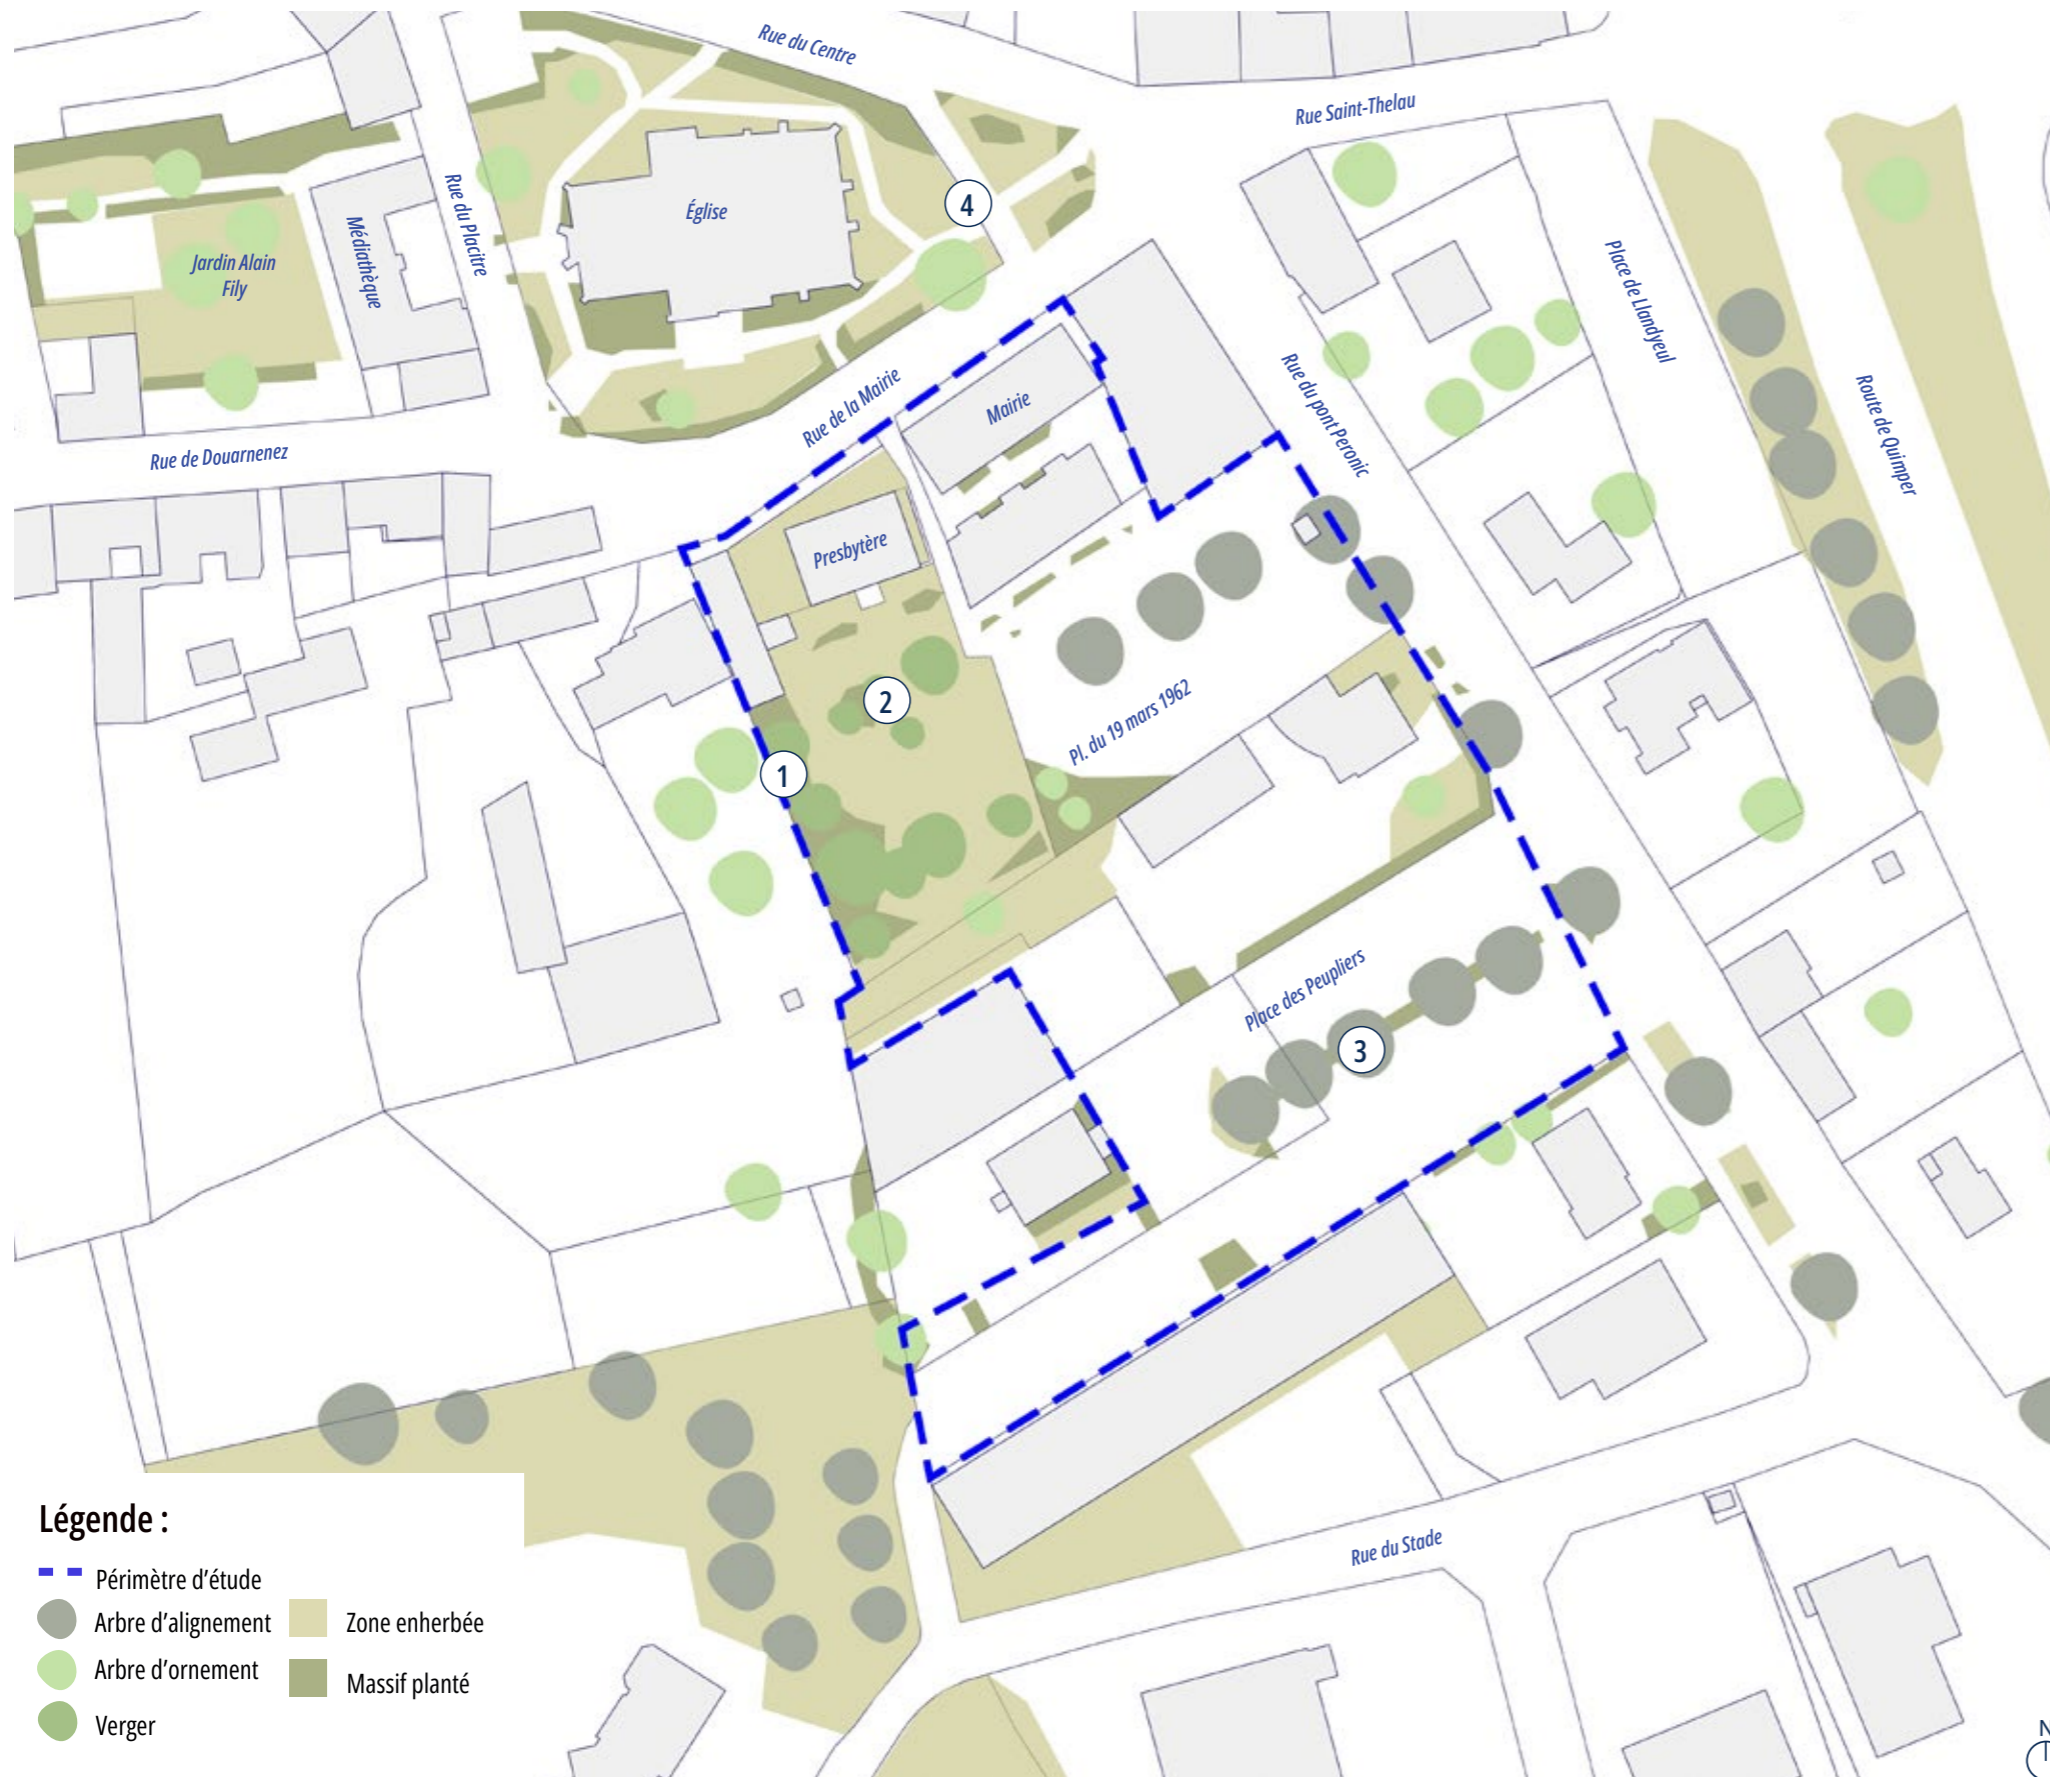 Rue du Centre
Rue Saint-Thelau
Rue du Placitre
4
Église
Médiathèque
Jardin Alain
Fily
Place de Llandyeul
Rue du pont Peronic
Route de Quimper
Rue de la Mairie
Mairie
Rue de Douarnenez
Presbytère
2
Pl. du 19 mars 1962
1
Place des Peupliers
3
Rue du Stade
Légende :
Périmètre d'étude
Arbre d'alignement
Zone enherbée
Arbre d'ornement
Massif planté
Verger
N